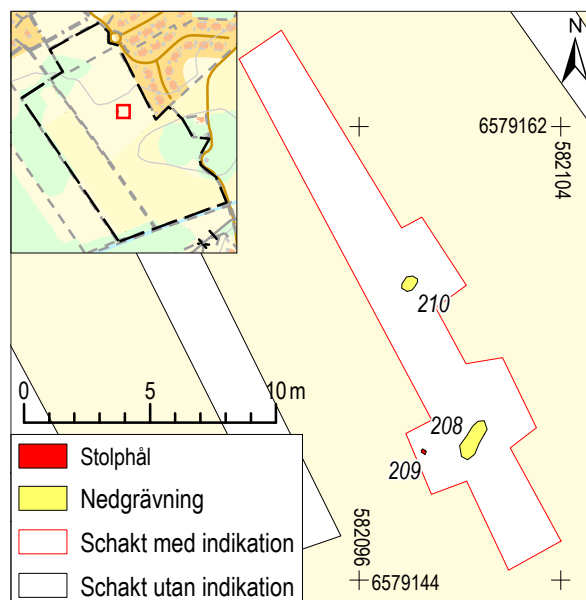 N
6579162
582104
210
0 5 10 m
208
209
Stolphål
Nedgrävning
Schakt med indikation
Schakt utan indikation
582096
6579144